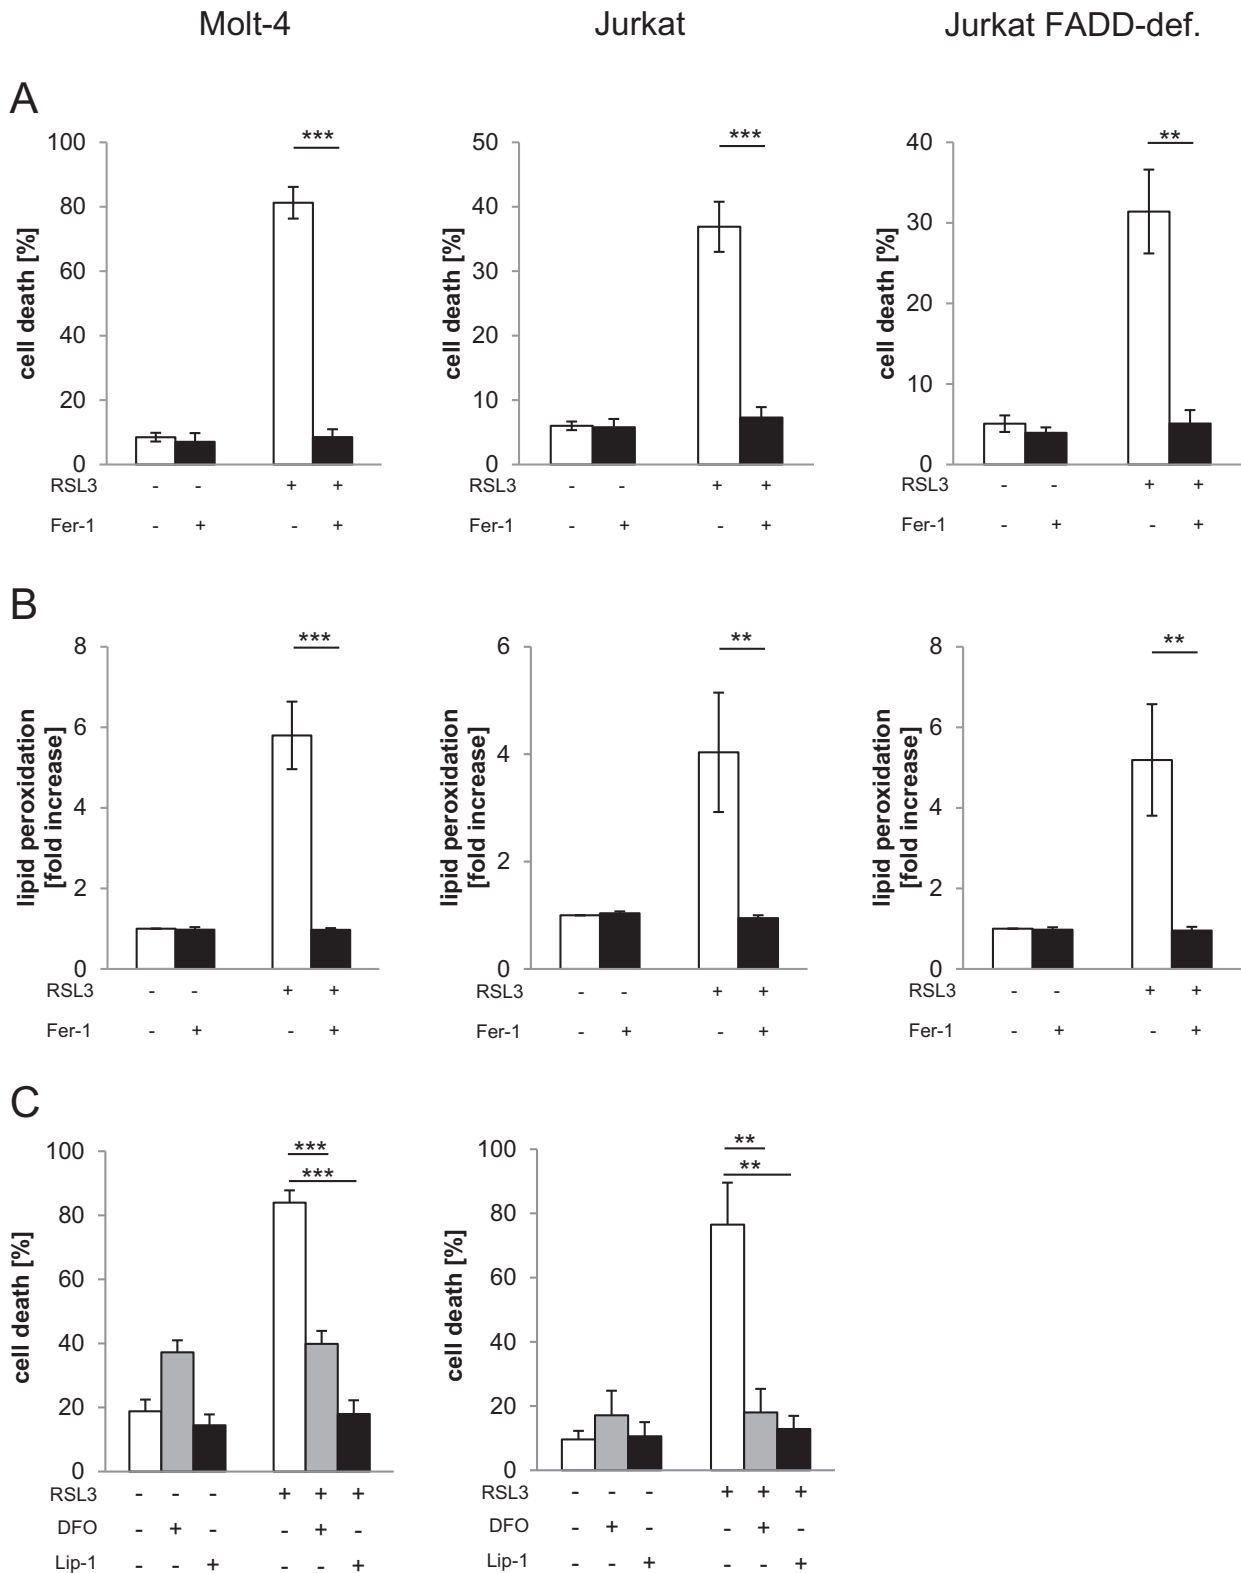 Molt-4 Jurkat Jurkat FADD-def.
A
cell death [%]
100
80
60
40
20
0
***
RSL3 - - + +
Fer-1 - + - +
cell death [%]
50
40
30
20
10
0
***
RSL3 - - + +
Fer-1 - + - +
cell death [%]
40
30
20
10
0
**
RSL3 - - + +
Fer-1 - + - +
B
lipid peroxidation
[fold increase]
8
6
4
2
0
***
RSL3 - - + +
Fer-1 - + - +
lipid peroxidation
[fold increase]
6
4
2
0
**
RSL3 - - + +
Fer-1 - + - +
lipid peroxidation
[fold increase]
8
6
4
2
0
**
RSL3 - - + +
Fer-1 - + - +
C
cell death [%]
100
80
60
40
20
0
***
***
RSL3 - - - + + +
DFO - + - - + -
Lip-1 - - + - - +
cell death [%]
100
80
60
40
20
0
**
**
RSL3 - - - + + +
DFO - + - - + -
Lip-1 - - + - - +